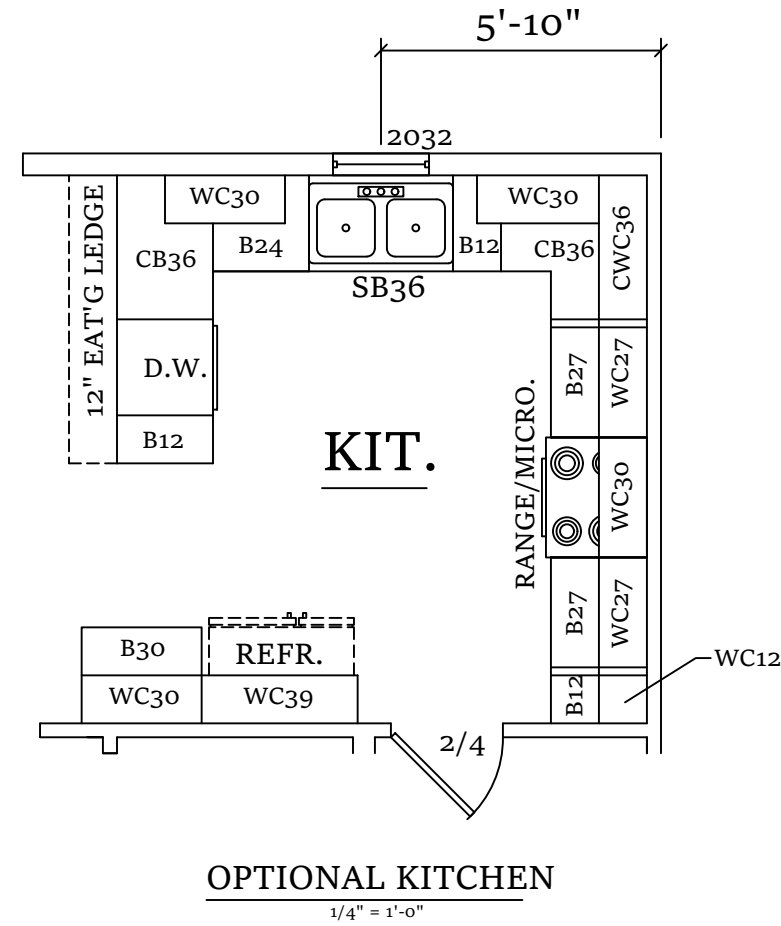 5'-10"
2032
WC30
WC30
12" EAT'G LEDGE
CB36
B24
SB36
B12
CB36
CWC36
D.W.
B27
WC27
B12
KIT.
RANGE/MICRO.
WC30
B27
WC27
B30
REFR.
WC30
WC39
B12
WC12
2/4
OPTIONAL KITCHEN
1/4" = 1'-0"